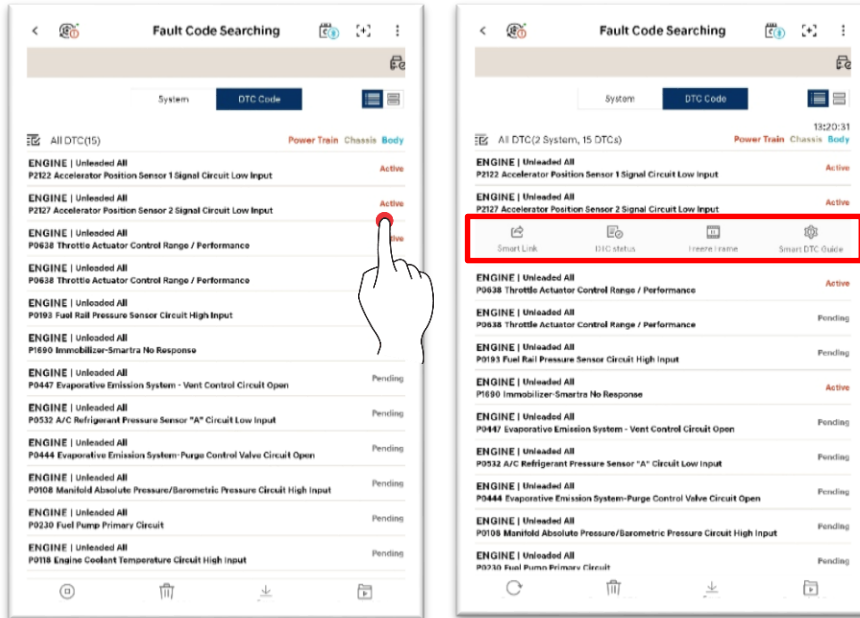 Fault Code Searching
System
DTC Code
All DTC(15)
Power Train Chassis Body
ENGINE | Unleaded All
P2122 Accelerator Position Sensor 1 Signal Circuit Low Input
Active
ENGINE | Unleaded All
P2127 Accelerator Position Sensor 2 Signal Circuit Low Input
Active
ENGINE | Unleaded All
P0638 Throttle Actuator Control Range / Performance
ENGINE | Unleaded All
P0638 Throttle Actuator Control Range / Performance
ENGINE | Unleaded All
P0193 Fuel Rail Pressure Sensor Circuit High Input
ENGINE | Unleaded All
P1690 Immobilizer-Smartra No Response
ENGINE | Unleaded All
P0447 Evaporative Emission System - Vent Control Circuit Open
Pending
ENGINE | Unleaded All
P0532 A/C Refrigerant Pressure Sensor "A" Circuit Low Input
Pending
ENGINE | Unleaded All
P0444 Evaporative Emission System-Purge Control Valve Circuit Open
Pending
ENGINE | Unleaded All
P0108 Manifold Absolute Pressure/Barometric Pressure Circuit High Input
Pending
ENGINE | Unleaded All
P0230 Fuel Pump Primary Circuit
Pending
ENGINE | Unleaded All
P0118 Engine Coolant Temperature Circuit High Input
Pending
Fault Code Searching
System
DTC Code
13:20:31
All DTC(2 System, 15 DTCs)
Power Train Chassis Body
ENGINE | Unleaded All
P2122 Accelerator Position Sensor 1 Signal Circuit Low Input
Active
ENGINE | Unleaded All
P2127 Accelerator Position Sensor 2 Signal Circuit Low Input
Active
Smart Link
DTC status
Freeze Frame
Smart DTC Guide
ENGINE | Unleaded All
P0638 Throttle Actuator Control Range / Performance
Active
ENGINE | Unleaded All
P0638 Throttle Actuator Control Range / Performance
Pending
ENGINE | Unleaded All
P0193 Fuel Rail Pressure Sensor Circuit High Input
Pending
ENGINE | Unleaded All
P1690 Immobilizer-Smartra No Response
Active
ENGINE | Unleaded All
P0447 Evaporative Emission System - Vent Control Circuit Open
Pending
ENGINE | Unleaded All
P0532 A/C Refrigerant Pressure Sensor "A" Circuit Low Input
Pending
ENGINE | Unleaded All
P0444 Evaporative Emission System-Purge Control Valve Circuit Open
Pending
ENGINE | Unleaded All
P0108 Manifold Absolute Pressure/Barometric Pressure Circuit High Input
Pending
ENGINE | Unleaded All
P0230 Fuel Pump Primary Circuit
Pending